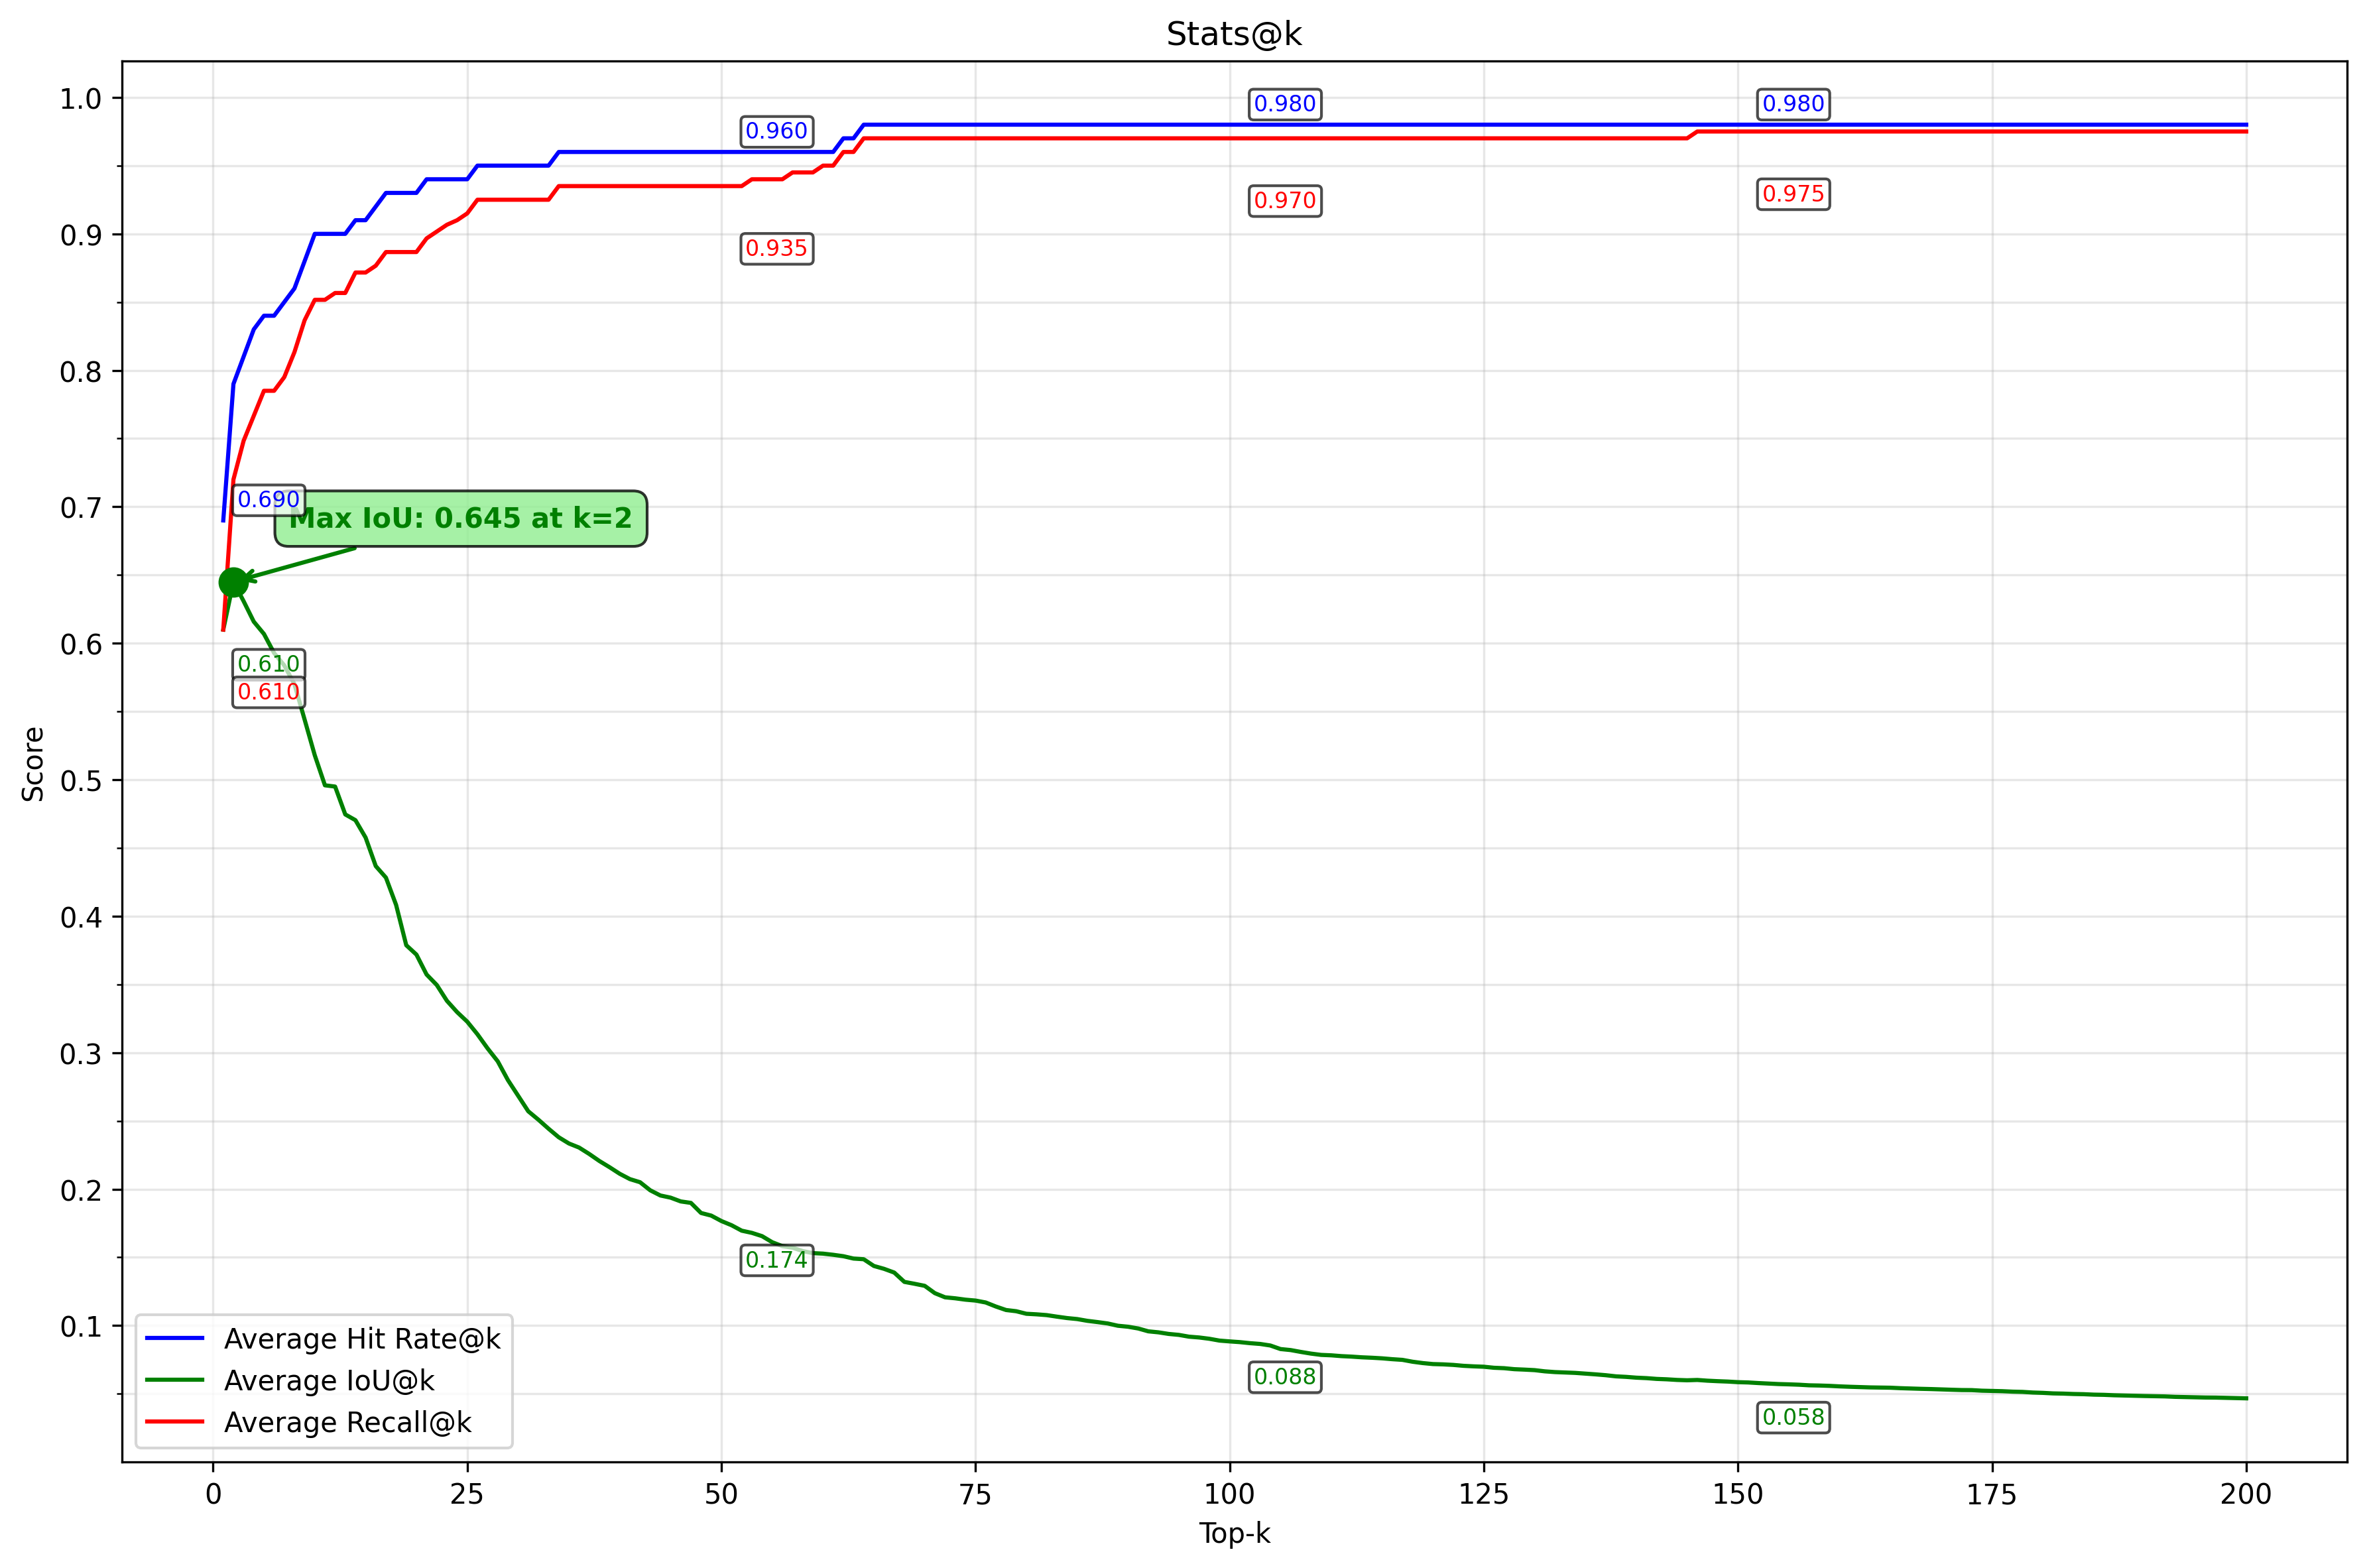 Stats@k
1.0
0.9
0.8
0.7
0.6
0.5
0.4
0.3
0.2
0.1
Score
0.960
0.980
0.980
0.935
0.970
0.975
0.690
Max IoU: 0.645 at k=2
0.610
0.610
0.174
0.088
0.058
Average Hit Rate@k
Average IoU@k
Average Recall@k
0 25 50 75 100 125 150 175 200
Top-k